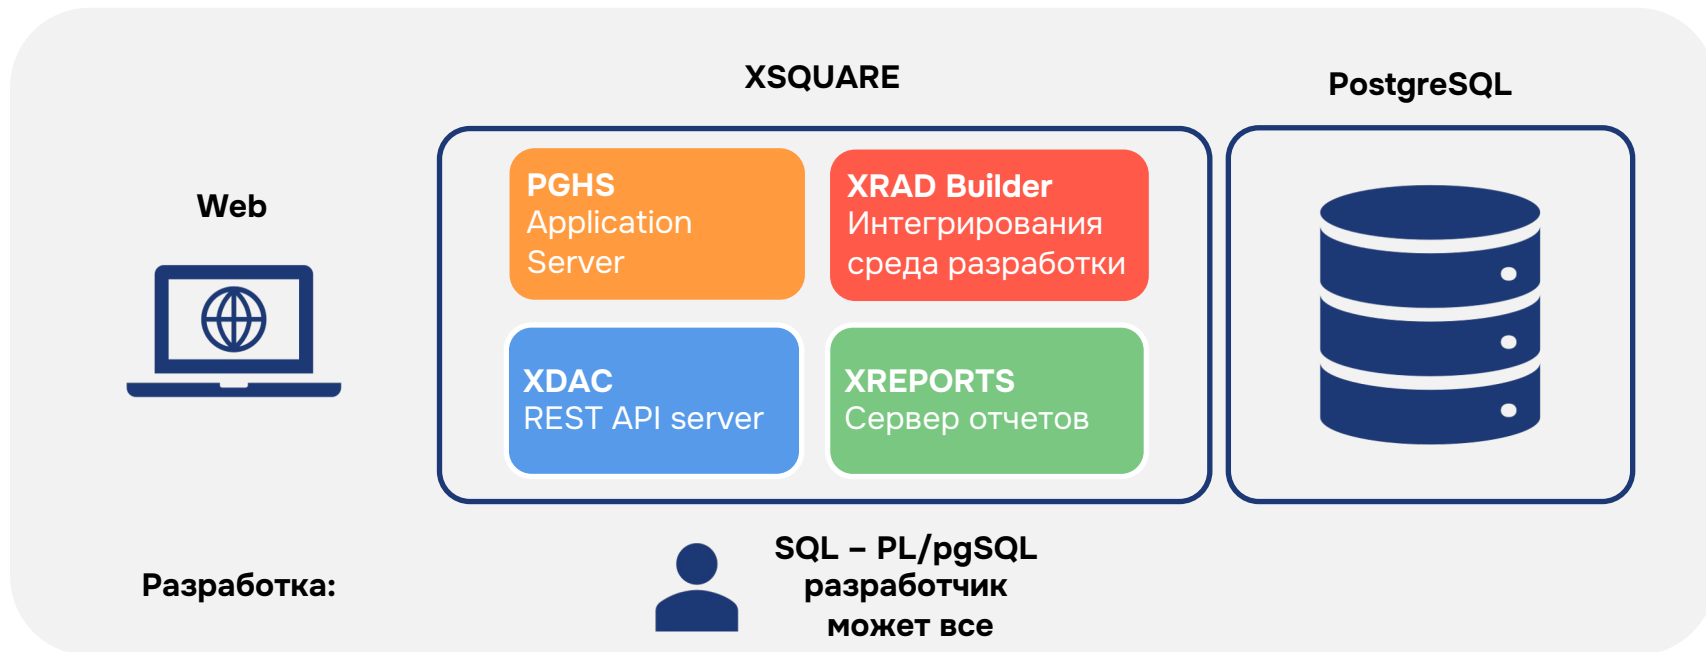 XSQUARE
PostgreSQL
Web
PGHS
Application
Server
XRAD Builder
Интегрирования
среда разработки
XDAC
REST API server
XREPORTS
Сервер отчетов
Разработка:
SQL – PL/pgSQL
разработчик
может все